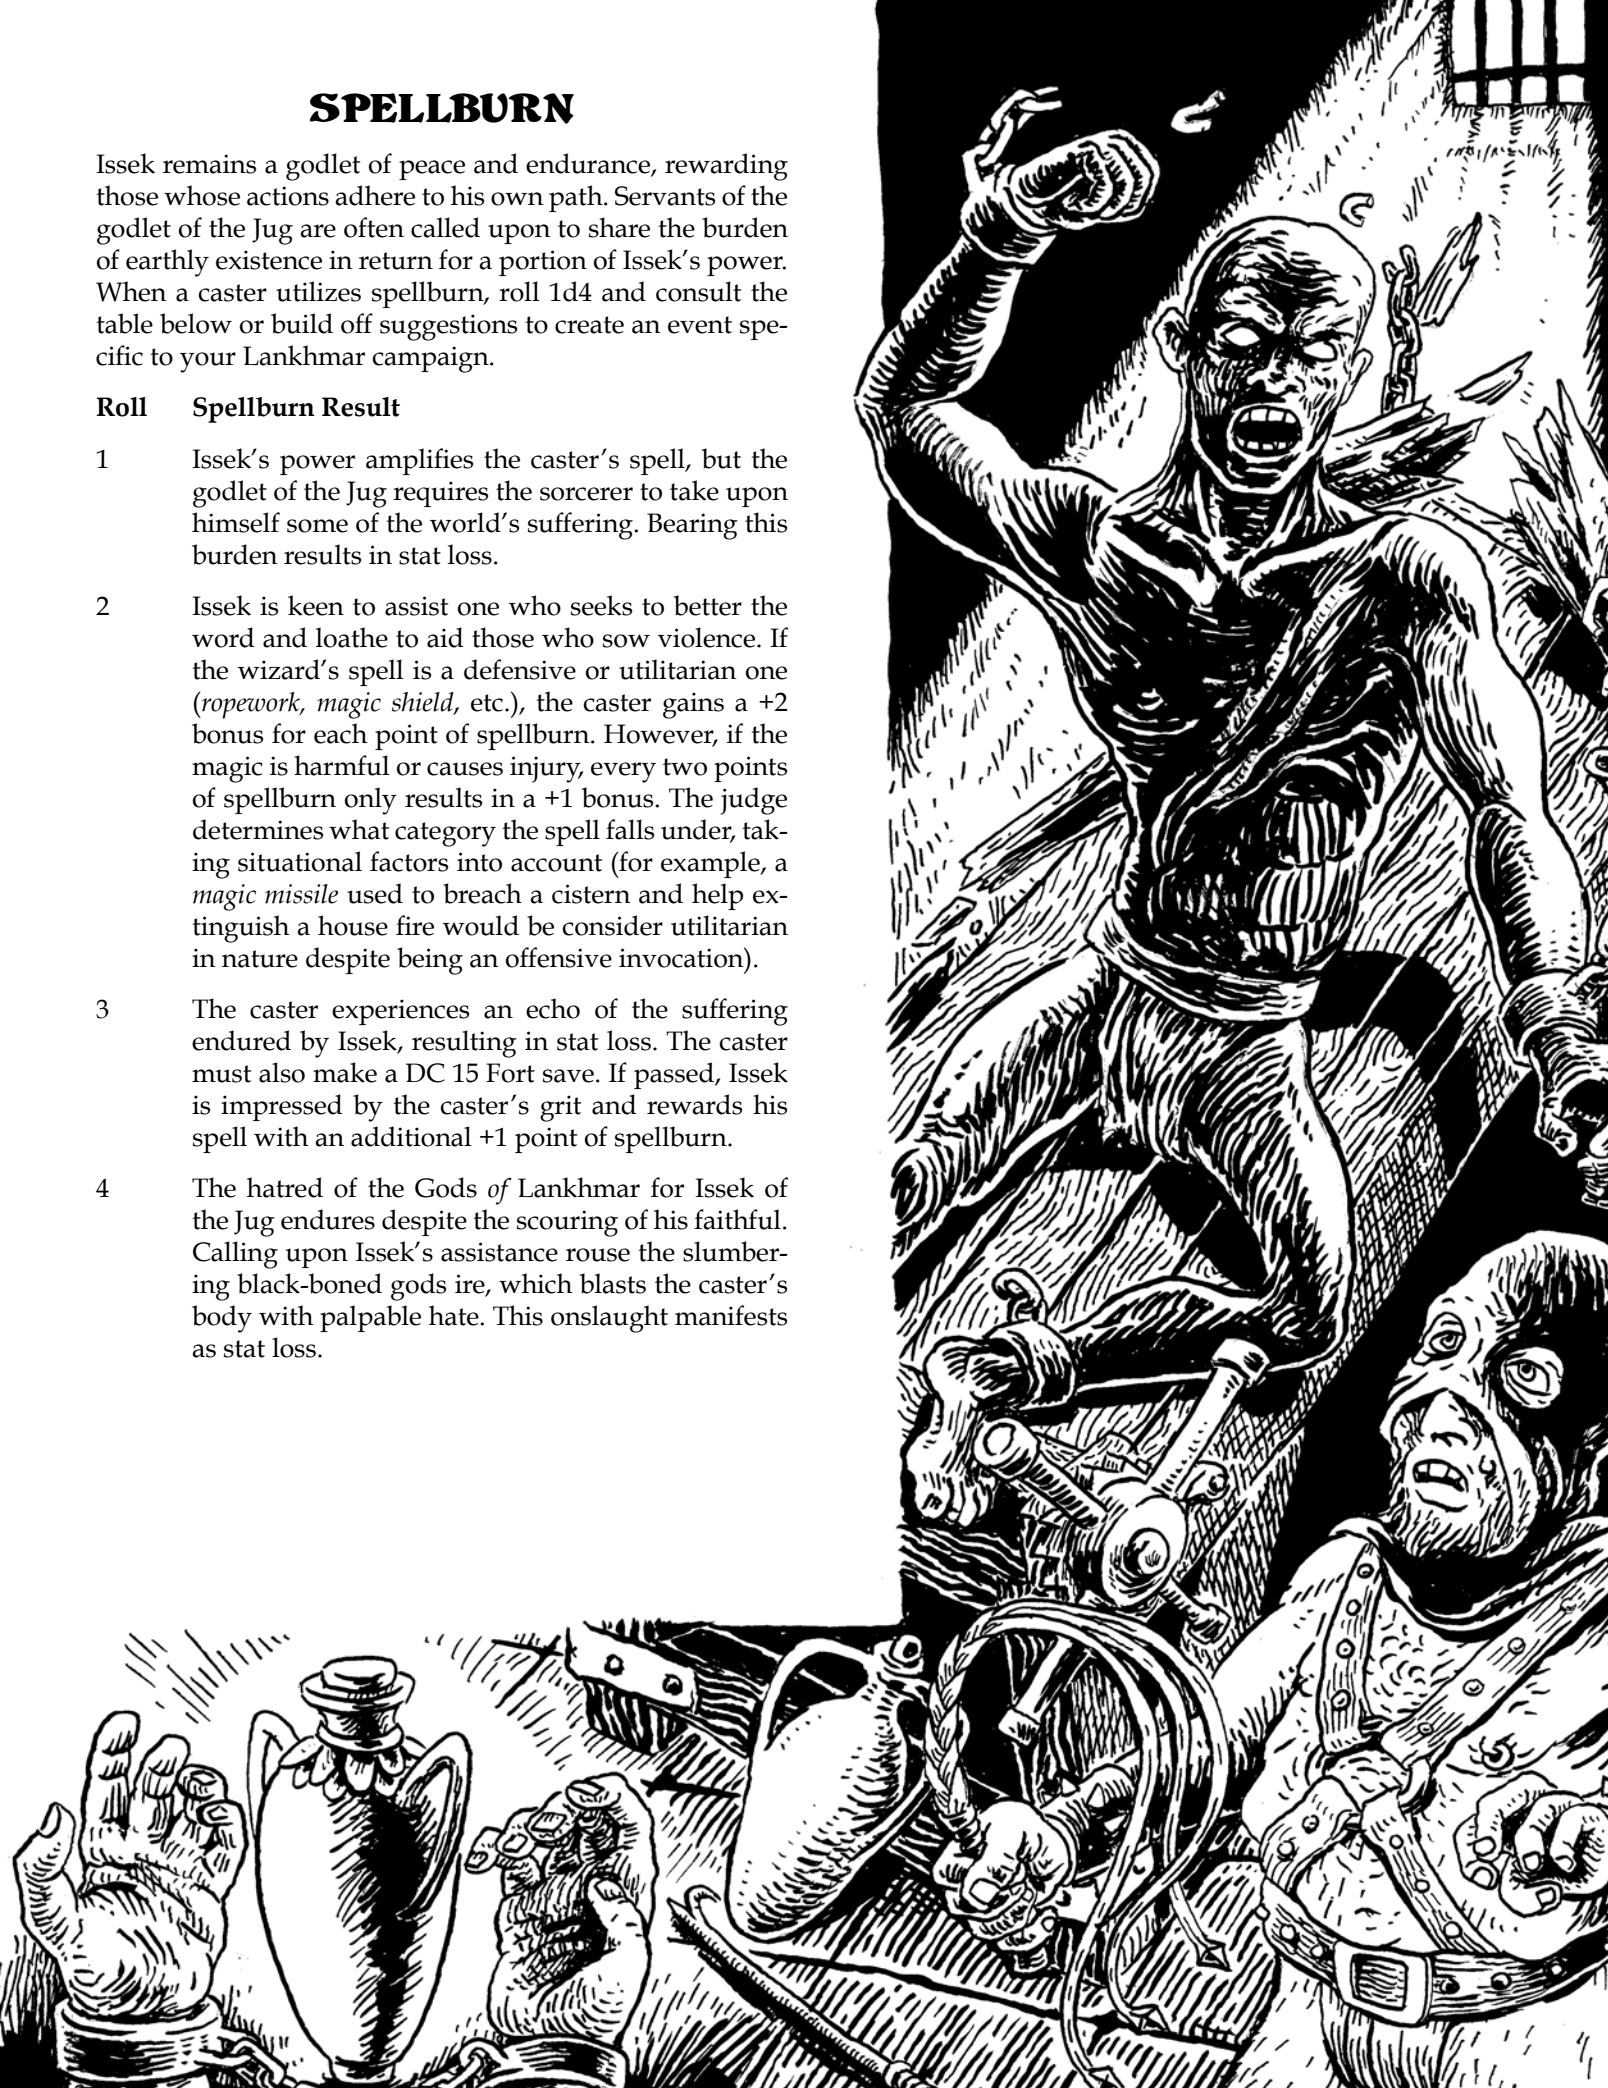 SPELLBURN
Issek remains a godlet of peace and endurance, rewarding
those whose actions adhere to his own path. Servants of the
godlet of the Jug are often called upon to share the burden
of earthly existence in return for a portion of Issek’s power.
When a caster utilizes spellburn, roll 1d4 and consult the
table below or build off suggestions to create an event spe-
cific to your Lankhmar campaign.
Roll Spellburn Result
1 Issek’s power amplifies the caster’s spell, but the
godlet of the Jug requires the sorcerer to take upon
himself some of the world’s suffering. Bearing this
burden results in stat loss.
2 Issek is keen to assist one who seeks to better the
word and loathe to aid those who sow violence. If
the wizard’s spell is a defensive or utilitarian one
(ropework, magic shield, etc.), the caster gains a +2
bonus for each point of spellburn. However, if the
magic is harmful or causes injury, every two points
of spellburn only results in a +1 bonus. The judge
determines what category the spell falls under, tak-
ing situational factors into account (for example, a
magic missile used to breach a cistern and help ex-
tinguish a house fire would be consider utilitarian
in nature despite being an offensive invocation).
3 The caster experiences an echo of the suffering
endured by Issek, resulting in stat loss. The caster
must also make a DC 15 Fort save. If passed, Issek
is impressed by the caster’s grit and rewards his
spell with an additional +1 point of spellburn.
4 The hatred of the Gods of Lankhmar for Issek of
the Jug endures despite the scouring of his faithful.
Calling upon Issek’s assistance rouse the slumber-
ing black-boned gods ire, which blasts the caster’s
body with palpable hate. This onslaught manifests
as stat loss.